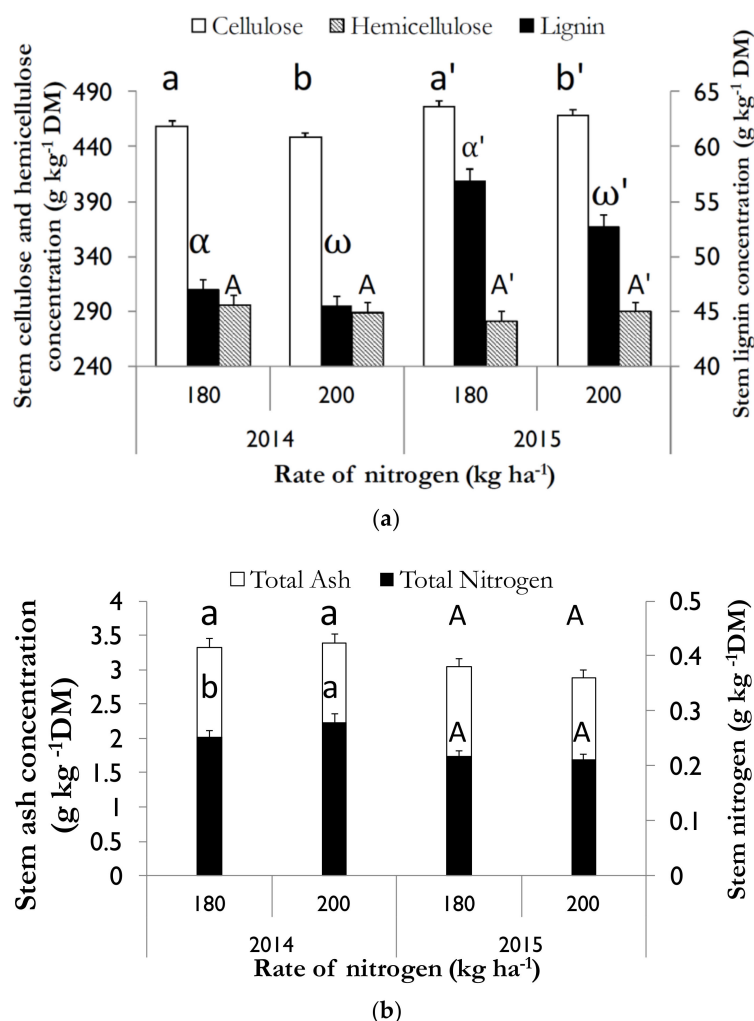 Cellulose Hemicellulose Lignin
Stem cellulose and hemicellulose
concentration (g kg-1 DM)
490
440
390
340
290
240
a b a' b'
α ω α' ω'
A A A' A'
65
60
55
50
45
40
Stem lignin concentration (g kg-1 DM)
180 200 180 200
2014 2015
Rate of nitrogen (kg ha-1)
(a)
Total Ash Total Nitrogen
Stem ash concentration
(g kg -1DM)
4
3.5
3
2.5
2
1.5
1
0.5
0
a a A A
b a A A
0.5
0.4
0.3
0.2
0.1
0
Stem nitrogen (g kg -1DM)
180 200 180 200
2014 2015
Rate of nitrogen (kg ha-1)
(b)